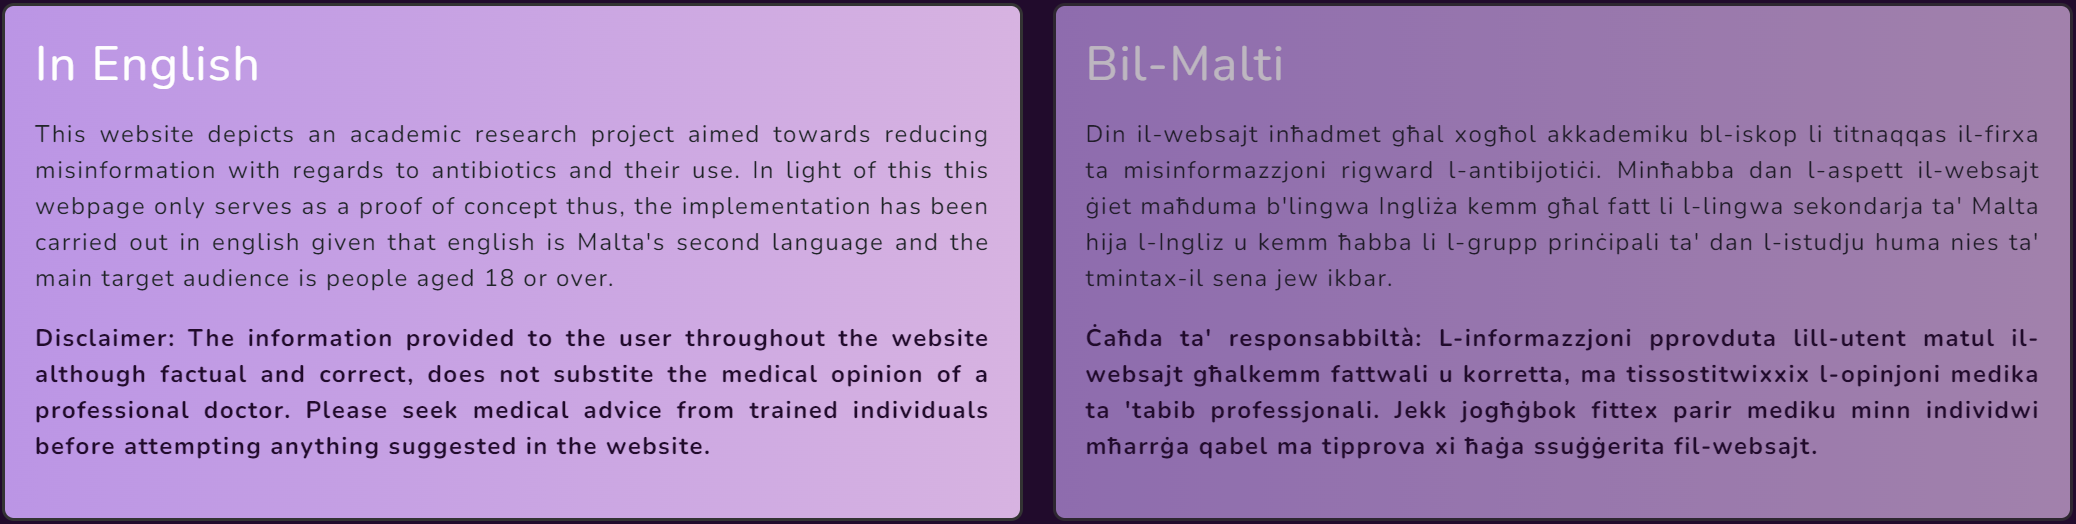 In English
This website depicts an academic research project aimed towards reducing
misinformation with regards to antibiotics and their use. In light of this this
webpage only serves as a proof of concept thus, the implementation has been
carried out in english given that english is Malta's second language and the
main target audience is people aged 18 or over.
Disclaimer: The information provided to the user throughout the website
although factual and correct, does not substite the medical opinion of a
professional doctor. Please seek medical advice from trained individuals
before attempting anything suggested in the website.
Bil-Malti
Din il-websajt inħadmet għal xogħol akkademiku bl-iskop li titnaqqas il-firxa
ta misinformazzjoni rigward l-antibijotiċi. Minħabba dan l-aspett il-websajt
ġiet maħduma b'lingwa Ingliża kemm għal fatt li l-lingwa sekondarja ta' Malta
hija l-Ingliz u kemm ħabba li l-grupp prinċipali ta' dan l-istudju huma nies ta'
tmintax-il sena jew ikbar.
Ċaħda ta' responsabbiltà: L-informazzjoni pprovduta lill-utent matul il-
websajt għalkemm fattwali u korretta, ma tissostitwixxix l-opinjoni medika
ta 'tabib professjonali. Jekk jogħġbok fittex parir mediku minn individwi
mħarrġa qabel ma tipprova xi ħaġa ssuġġerita fil-websajt.